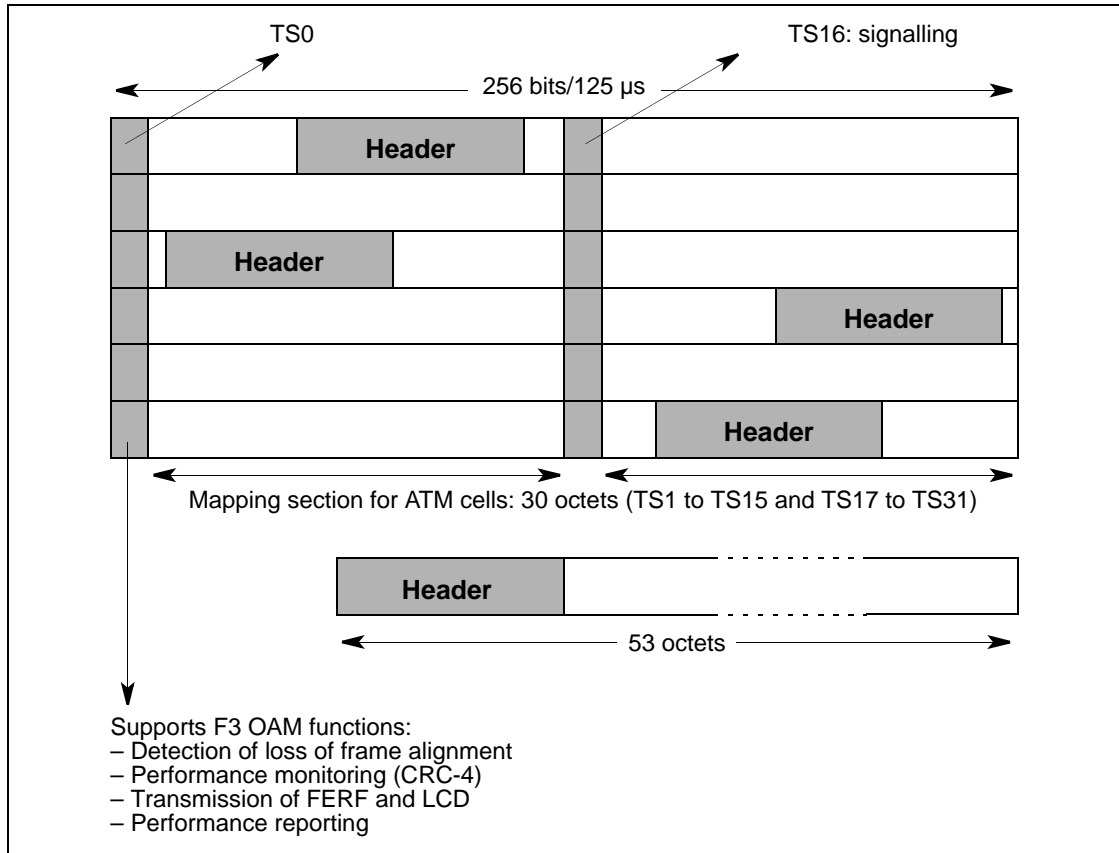 TS0
TS16: signalling
256 bits/125 µs
Header
Header
Header
Header
Mapping section for ATM cells: 30 octets (TS1 to TS15 and TS17 to TS31)
Header
53 octets
Supports F3 OAM functions:
– Detection of loss of frame alignment
– Performance monitoring (CRC-4)
– Transmission of FERF and LCD
– Performance reporting